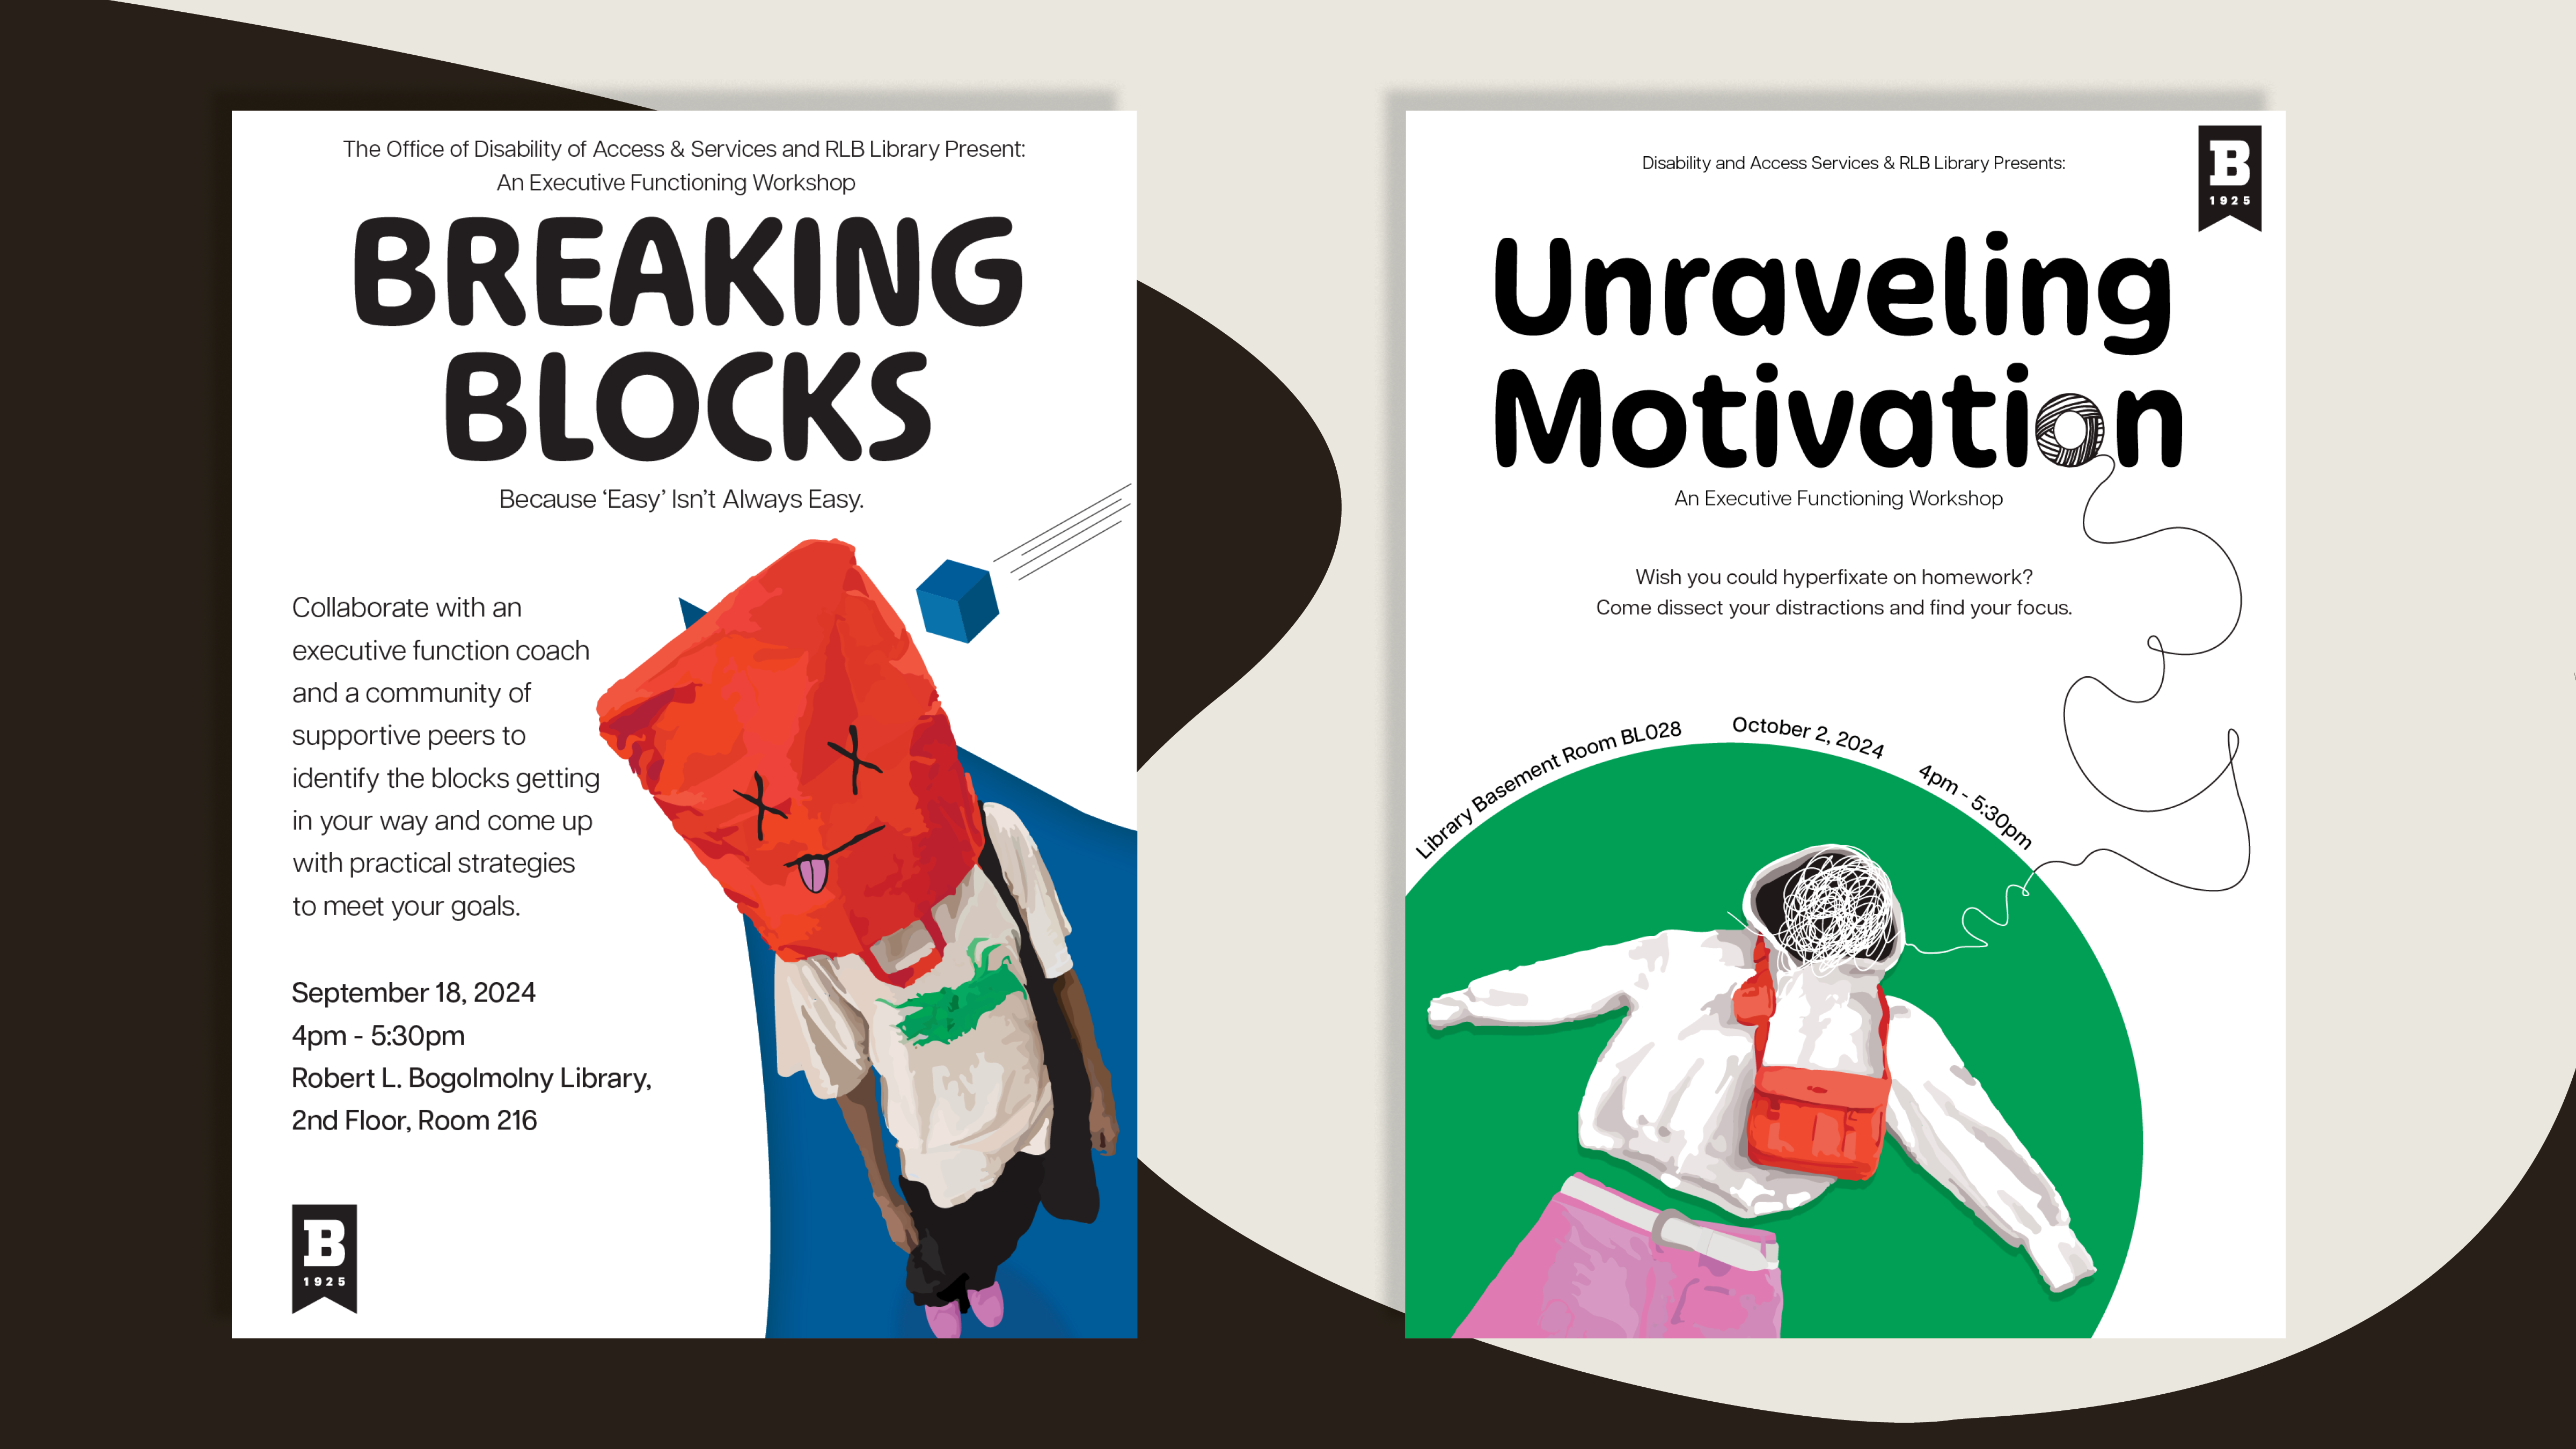 The Office of Disability of Access & Services and RLB Library Present:
An Executive Functioning Workshop
BREAKING
BLOCKS
Because ‘Easy’ Isn’t Always Easy.
Collaborate with an
executive function coach
and a community of
supportive peers to
identify the blocks getting
in your way and come up
with practical strategies
to meet your goals.
September 18, 2024
4pm - 5:30pm
Robert L. Bogolmolny Library,
2nd Floor, Room 216
B
1925
Disability and Access Services & RLB Library Presents:
B
1925
Unraveling
Motivation
An Executive Functioning Workshop
Wish you could hyperfixate on homework?
Come dissect your distractions and find your focus.
Library Basement Room BL028 October 2, 2024 4pm - 5:30pm